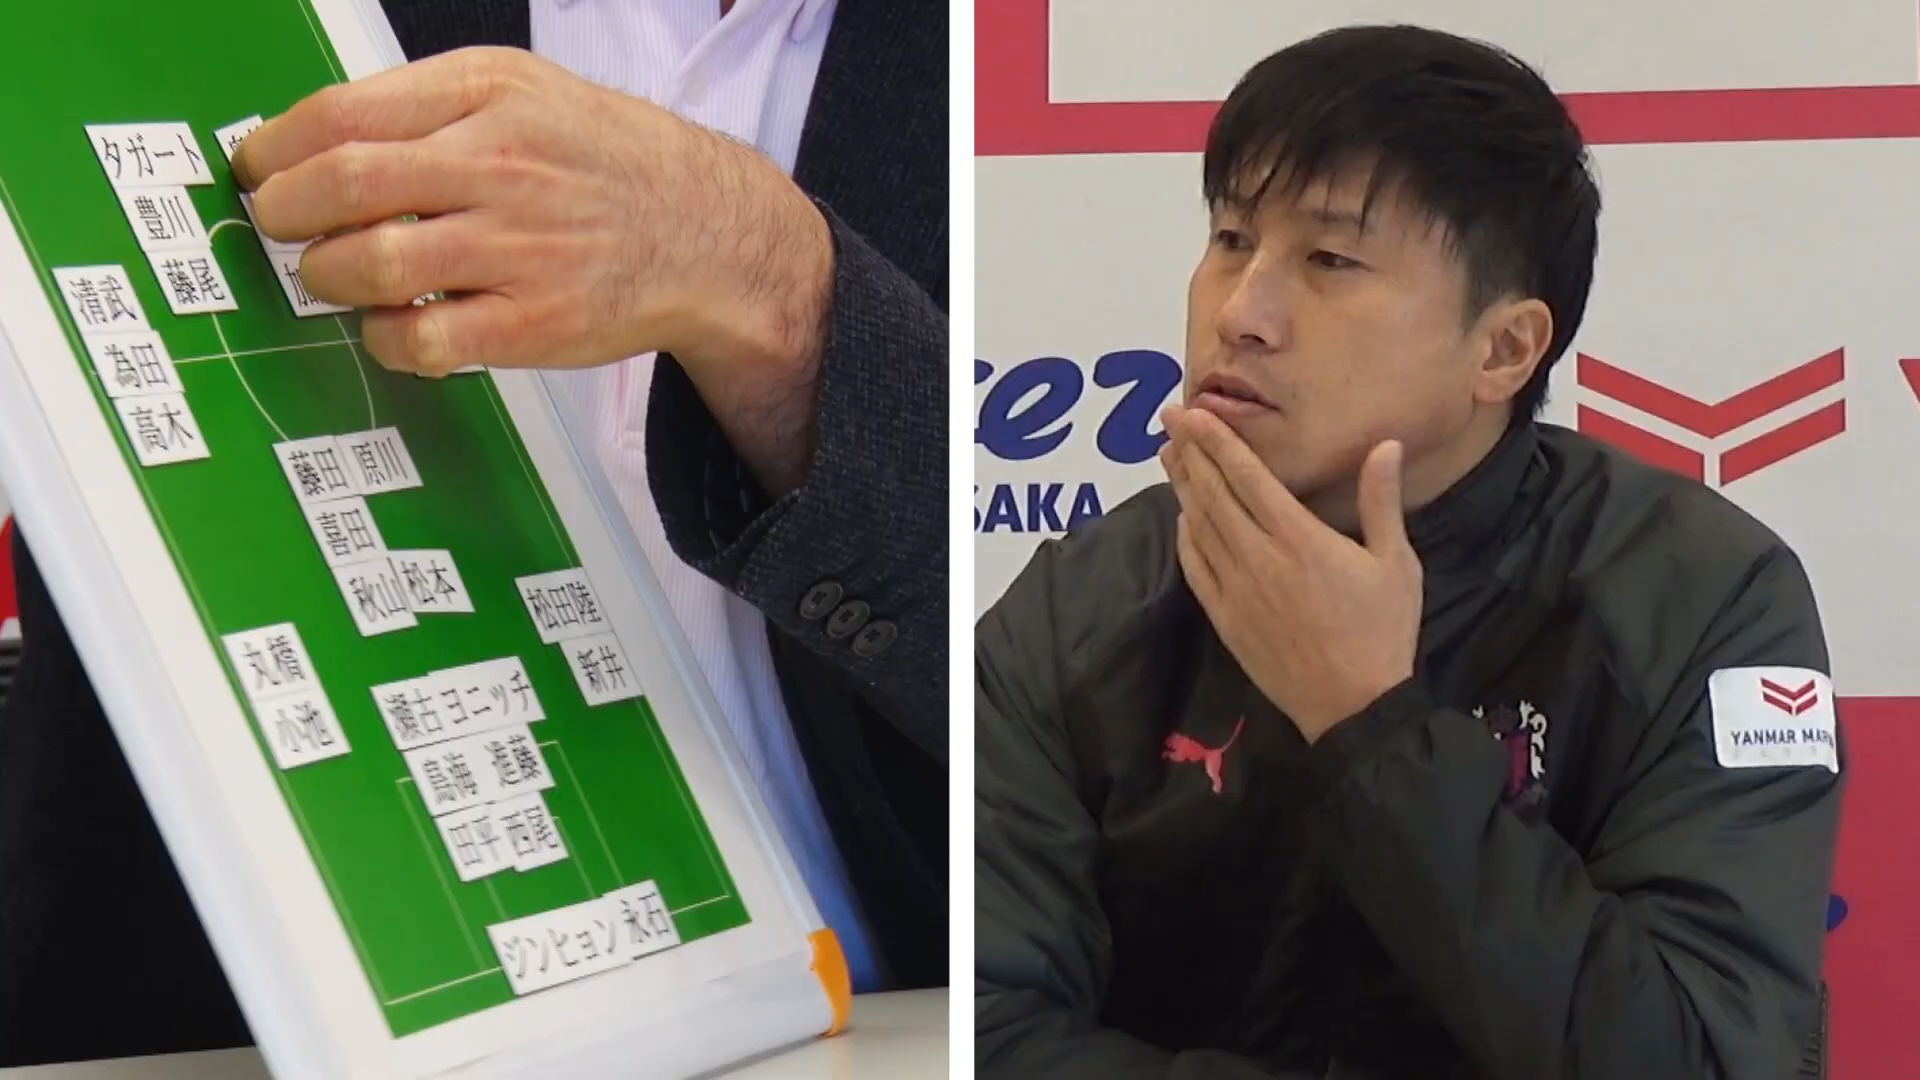 タガート
豊川
藤尾
加
清武
為田
高木
藤田 原川
喜田
秋山 松本
松田陸
新井
丸橋
小池
瀬古 ヨニッチ
鳥海 進藤
田平 西尾
ジンヒョン 永石
SAKA
YANMAR MAR